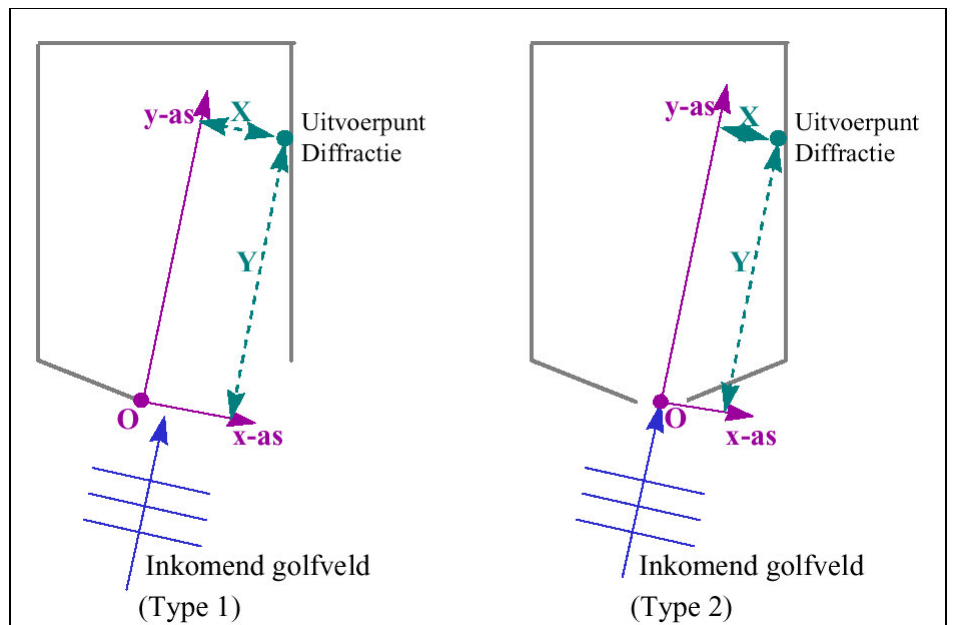 y-as
X
Uitvoerpunt
Diffractie
Y
O
x-as
Inkomend golfveld
(Type 1)
y-as
X
Uitvoerpunt
Diffractie
Y
O
x-as
Inkomend golfveld
(Type 2)